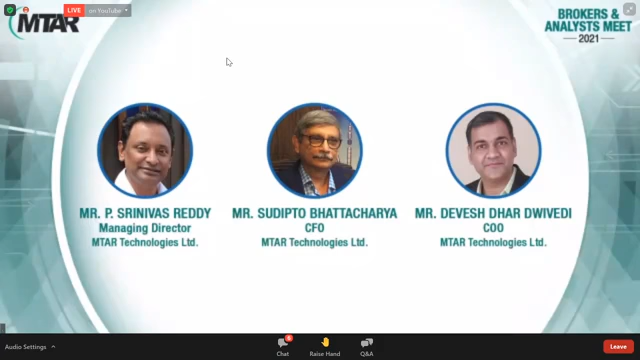 MTAR
LIVE on YouTube
BROKERS &
ANALYSTS MEET
2021
MR. P. SRINIVAS REDDY
Managing Director
MTAR Technologies Ltd.
MR. SUDIPTO BHATTACHARYA
CFO
MTAR Technologies Ltd.
MR. DEVESH DHAR DWIVEDI
COO
MTAR Technologies Ltd.
Audio Settings
Chat
Raise Hand
Q&A
Leave